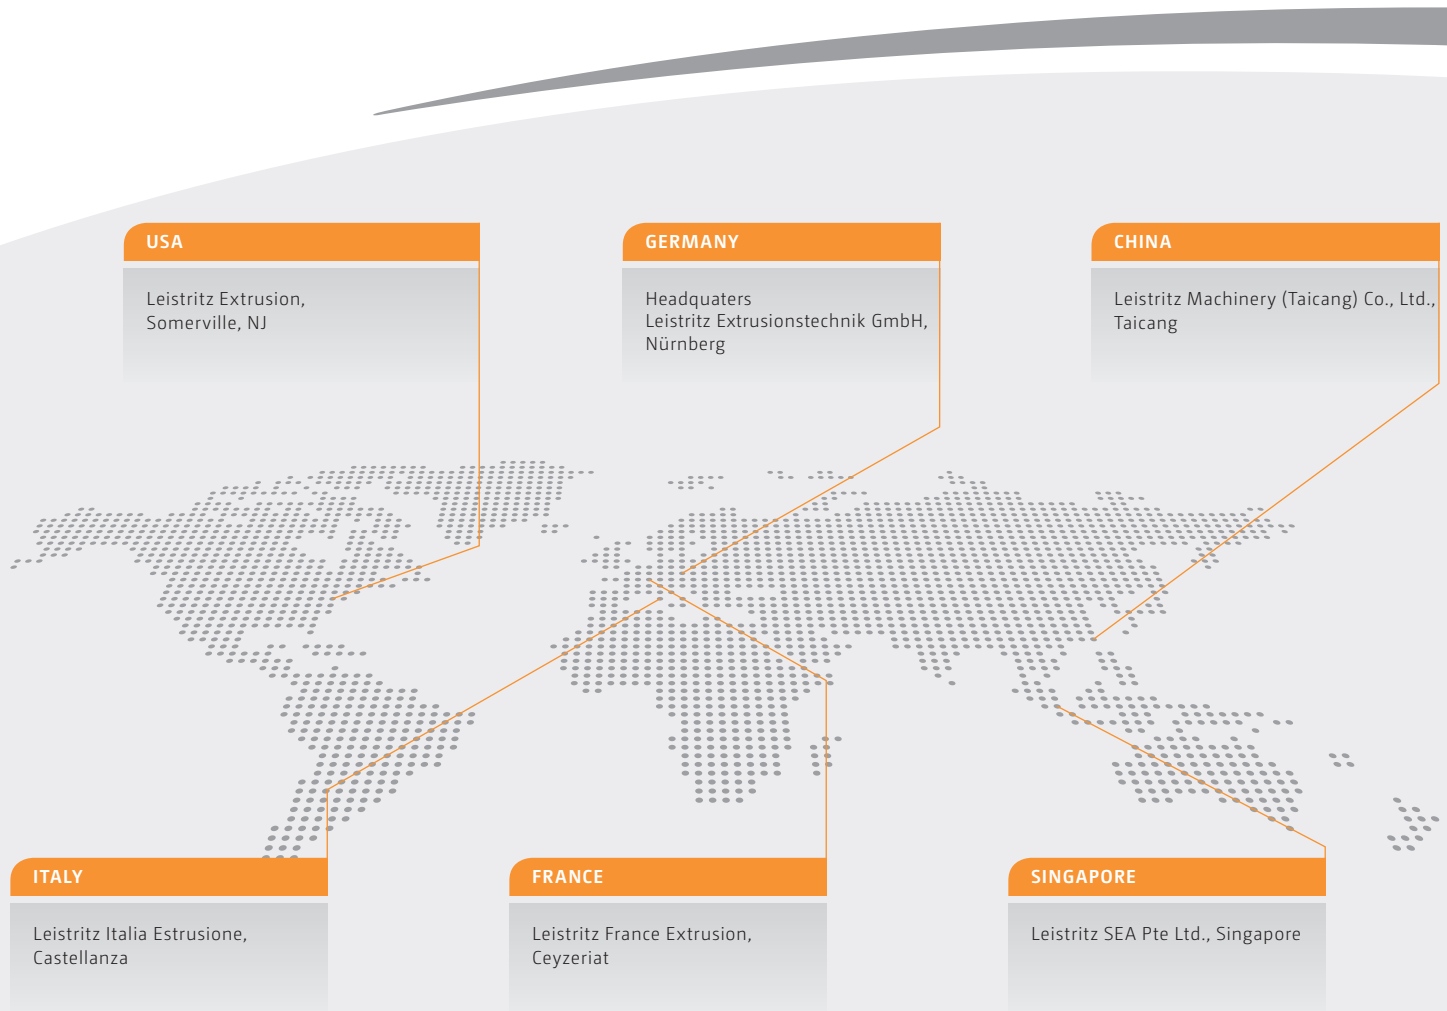 USA
Leistritz Extrusion,
Somerville, NJ
GERMANY
Headquaters
Leistritz Extrusionstechnik GmbH,
Nürnberg
CHINA
Leistritz Machinery (Taicang) Co., Ltd.,
Taicang
ITALY
Leistritz Italia Estrusione,
Castellanza
FRANCE
Leistritz France Extrusion,
Ceyzeriat
SINGAPORE
Leistritz SEA Pte Ltd., Singapore